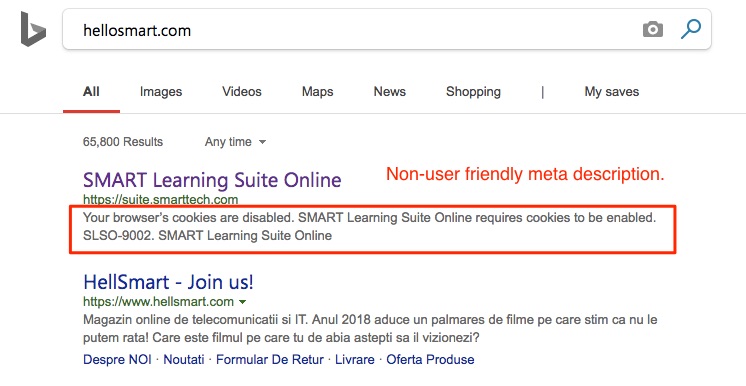 hellosmart.com
All Images Videos Maps News Shopping | My saves
65,800 Results Any time
SMART Learning Suite Online
Non-user friendly meta description.
https://suite.smarttech.com
Your browser's cookies are disabled. SMART Learning Suite Online requires cookies to be enabled.
SLSO-9002. SMART Learning Suite Online
HellSmart - Join us!
https://www.hellsmart.com
Magazin online de telecomunicatii si IT. Anul 2018 aduce un palmares de filme pe care stim ca nu le
putem rata! Care este filmul pe care tu de abia astepti sa il vizionezi?
Despre NOI · Noutati · Formular De Retur · Livrare · Oferta Produse